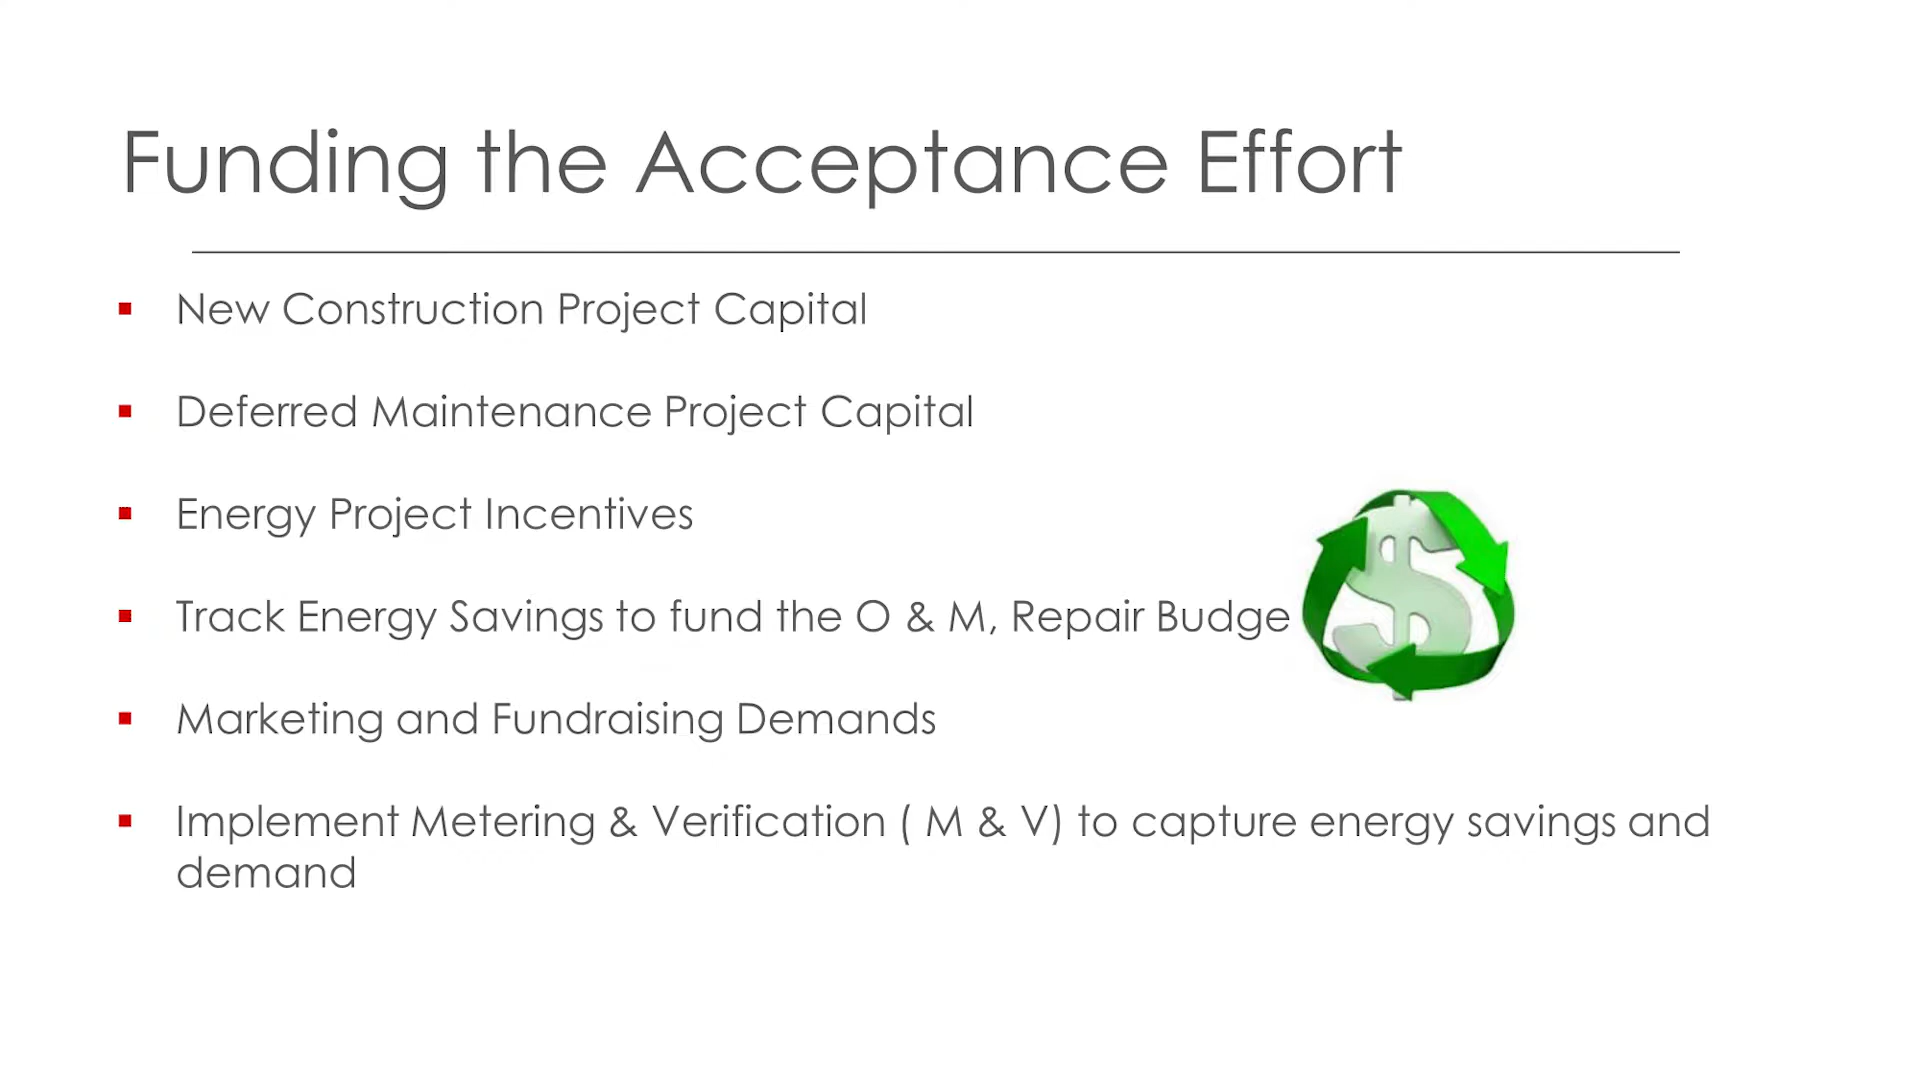 Funding the Acceptance Effort
New Construction Project Capital
Deferred Maintenance Project Capital
Energy Project Incentives
Track Energy Savings to fund the O & M, Repair Budge
Marketing and Fundraising Demands
Implement Metering & Verification ( M & V) to capture energy savings and
demand